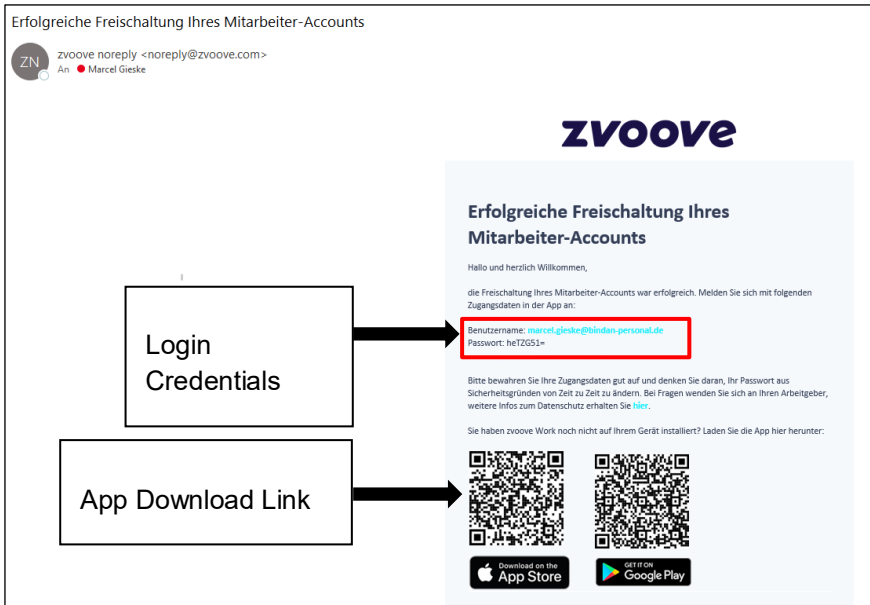 Erfolgreiche Freischaltung Ihres Mitarbeiter-Accounts
ZN
zvoove noreply <noreply@zvoove.com>
An Marcel Gieske
zvoove
Erfolgreiche Freischaltung Ihres
Mitarbeiter-Accounts
Hallo und herzlich Willkommen,
die Freischaltung Ihres Mitarbeiter-Accounts war erfolgreich. Melden Sie sich mit folgenden
Zugangsdaten in der App an:
Login
Credentials
Benutzername: marcel.gieske@bindan-personal.de
Passwort: heTZG51=
Bitte bewahren Sie Ihre Zugangsdaten gut auf und denken Sie daran, Ihr Passwort aus
Sicherheitsgründen von Zeit zu Zeit zu ändern. Bei Fragen wenden Sie sich an Ihren Arbeitgeber,
weitere Infos zum Datenschutz erhalten Sie hier.
Sie haben zvoove Work noch nicht auf Ihrem Gerät installiert? Laden Sie die App hier herunter:
App Download Link
Download on the
App Store
GET IT ON
Google Play